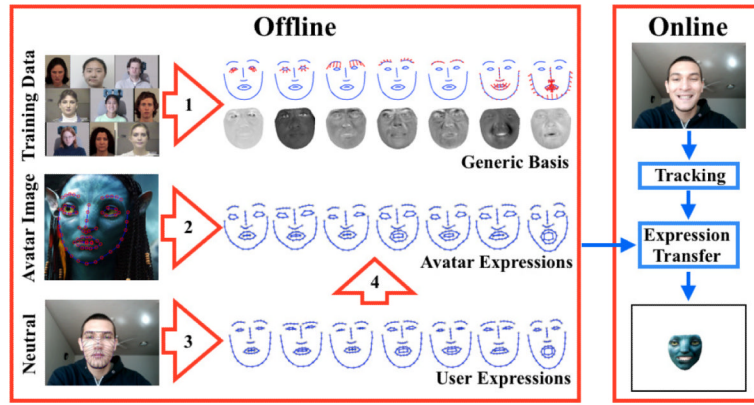 Offline
Online
Training Data
1
Generic Basis
Tracking
Avatar Image
2
Avatar Expressions
Expression
Transfer
4
Neutral
3
User Expressions